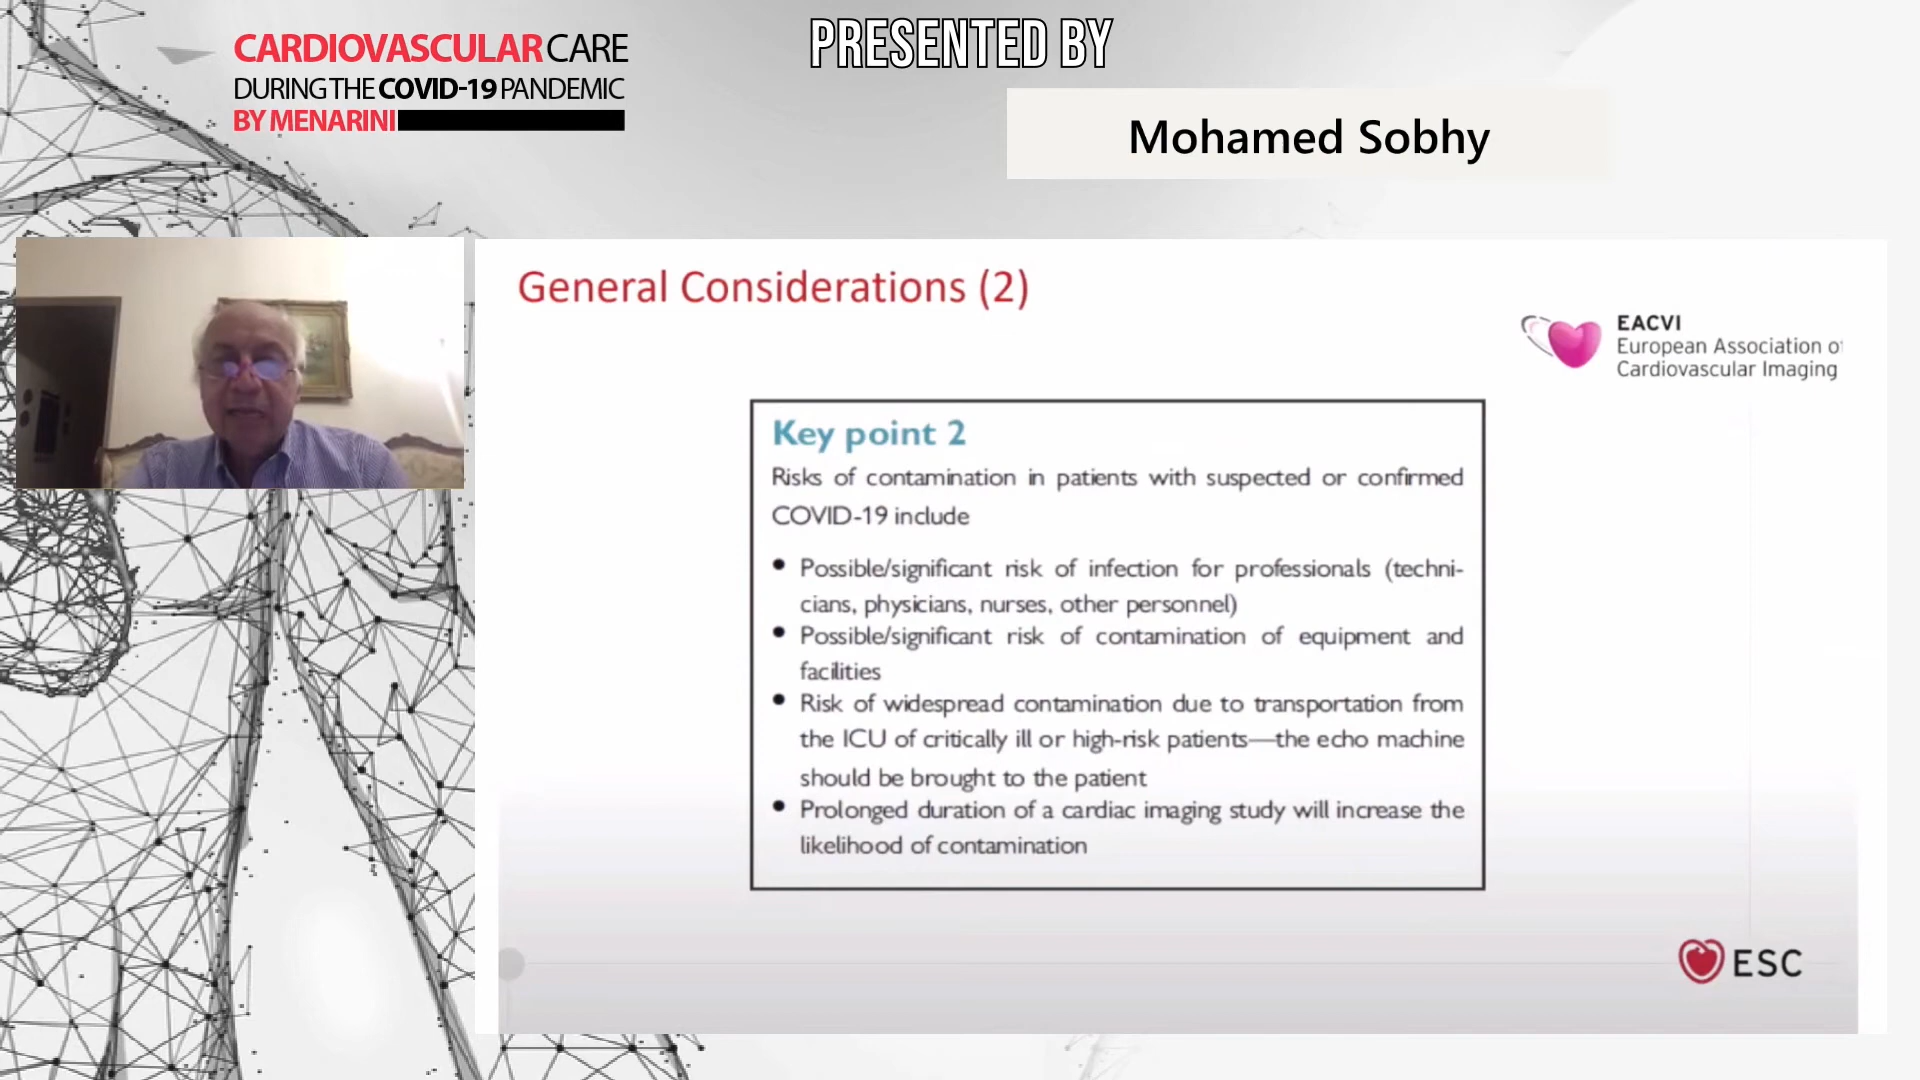 CARDIOVASCULAR CARE
DURING THE COVID-19 PANDEMIC
BY MENARINI
PRESENTED BY
Mohamed Sobhy
General Considerations (2)
EACVI
European Association of
Cardiovascular Imaging
Key point 2
Risks of contamination in patients with suspected or confirmed
COVID-19 include
• Possible/significant risk of infection for professionals (techni-
cians, physicians, nurses, other personnel)
• Possible/significant risk of contamination of equipment and
facilities
• Risk of widespread contamination due to transportation from
the ICU of critically ill or high-risk patients—the echo machine
should be brought to the patient
• Prolonged duration of a cardiac imaging study will increase the
likelihood of contamination
ESC